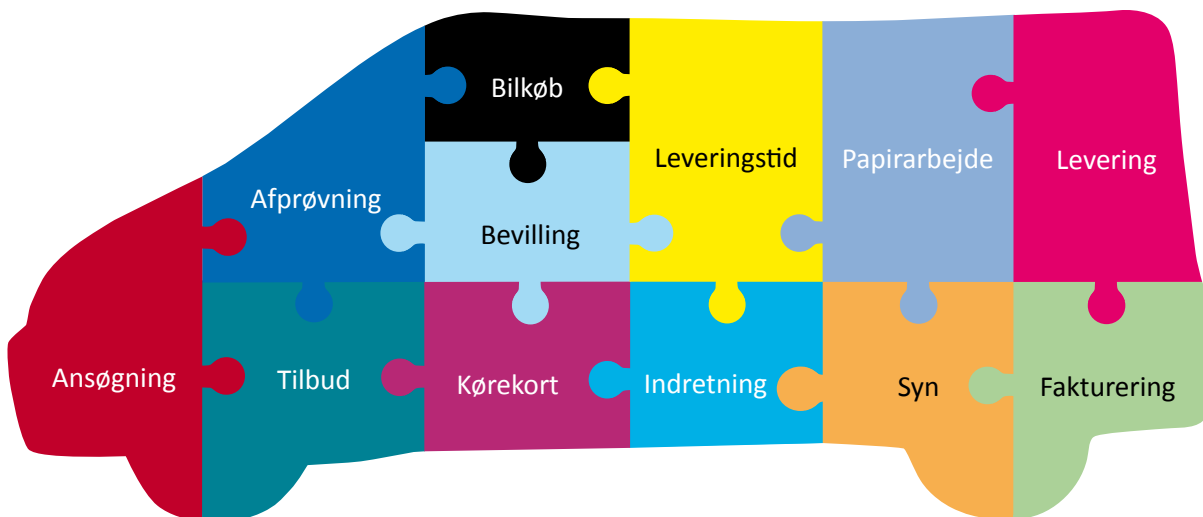 Bilkøb
Leveringstid
Papirarbejde
Levering
Afprøvning
Bevilling
Ansøgning
Tilbud
Kørekort
Indretning
Syn
Fakturering